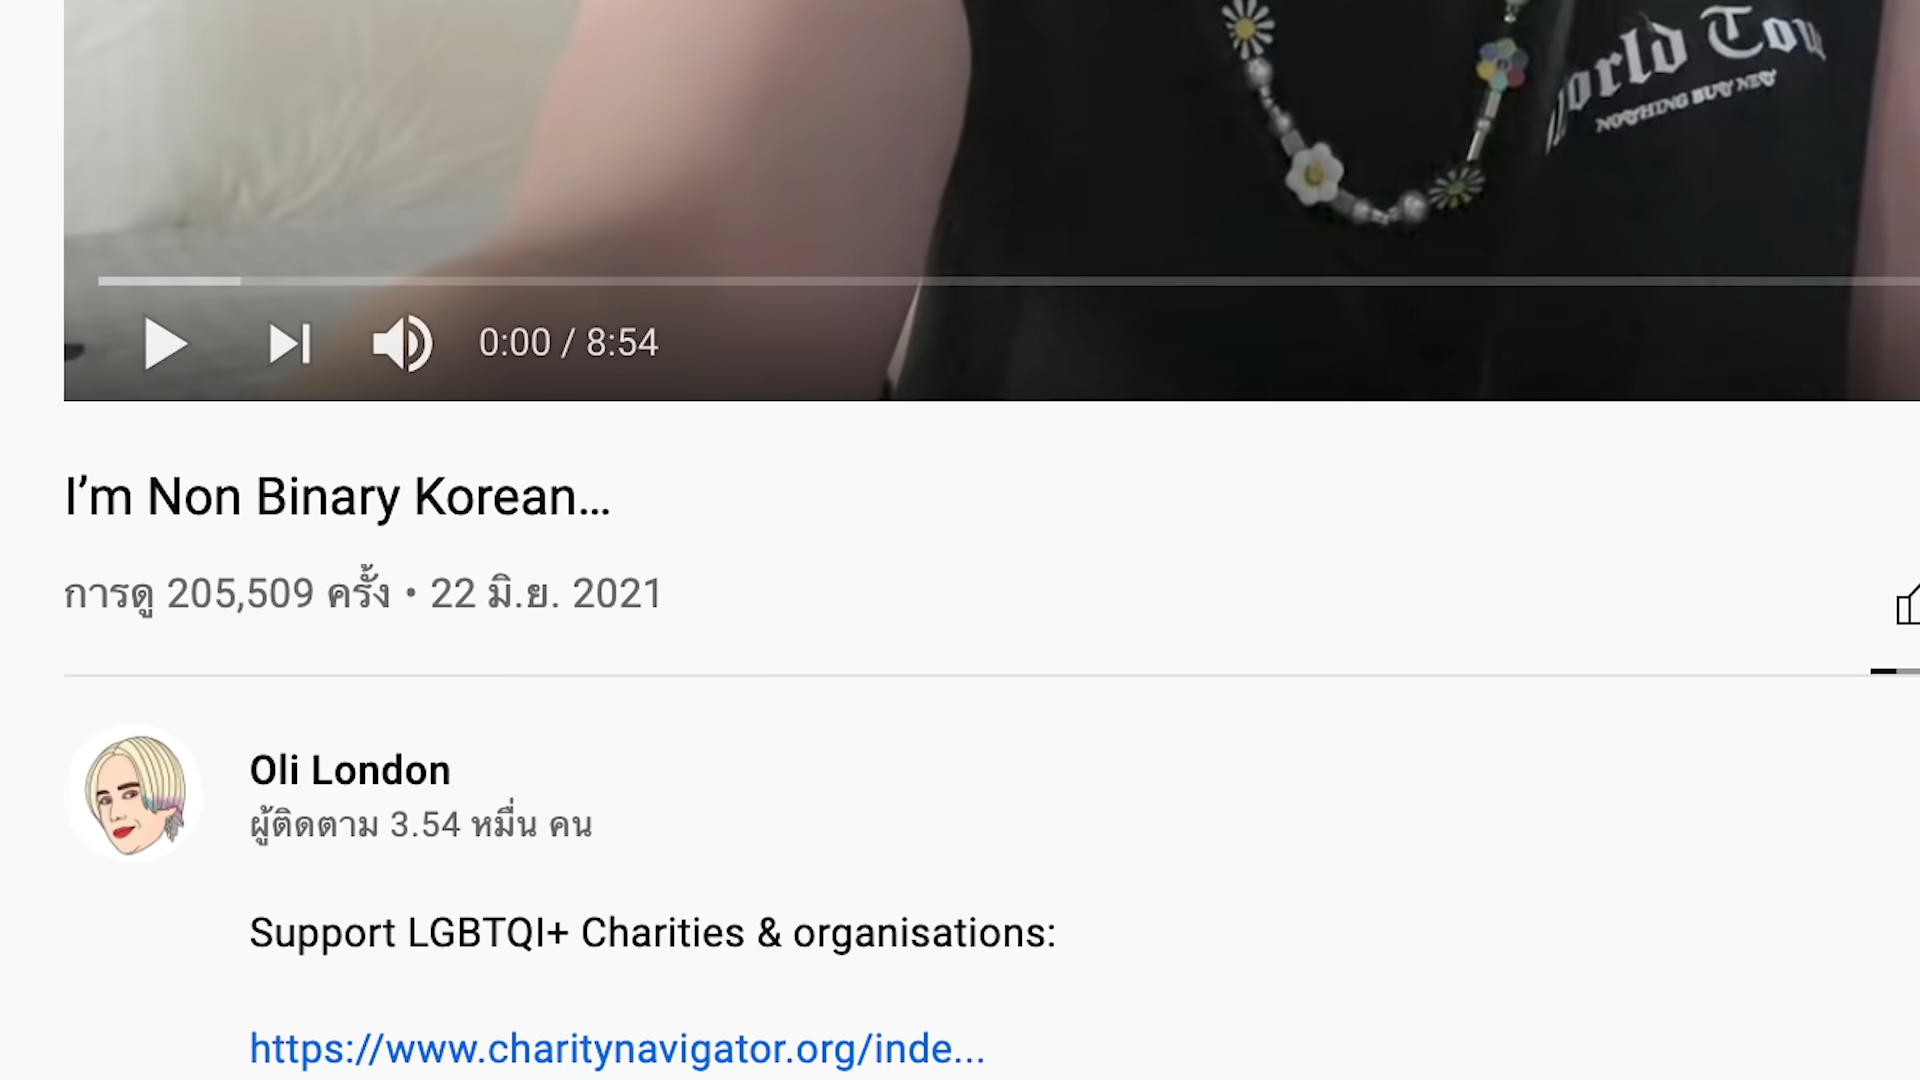 World Tou
NOTHING BUT NEW
0:00 / 8:54
I’m Non Binary Korean...
การดู 205,509 ครั้ง • 22 มิ.ย. 2021
Oli London
ผู้ติดตาม 3.54 หมื่น คน
Support LGBTQI+ Charities & organisations:
https://www.charitynavigator.org/inde...